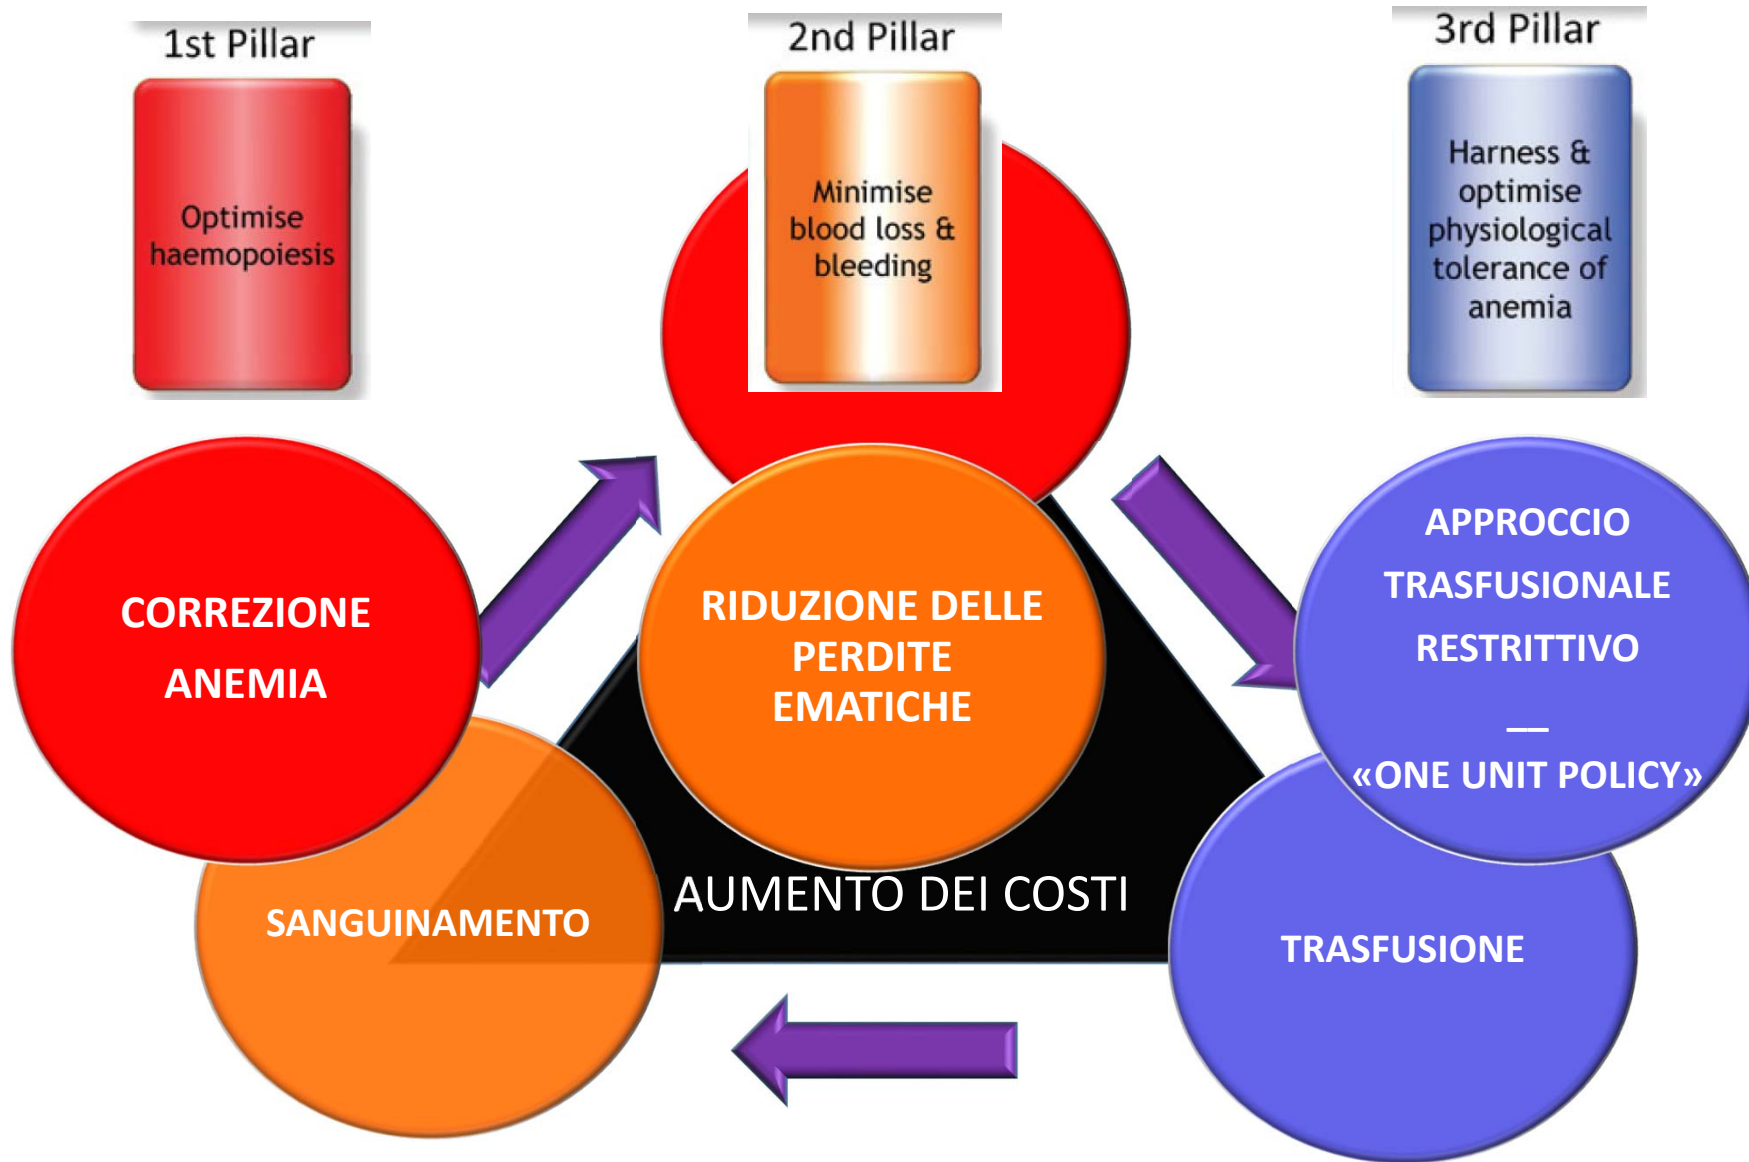 1st Pillar
Optimise
haemopoiesis
2nd Pillar
Minimise
blood loss &
bleeding
3rd Pillar
Harness &
optimise
physiological
tolerance of
anemia
CORREZIONE
ANEMIA
RIDUZIONE DELLE
PERDITE
EMATICHE
APPROCCIO
TRASFUSIONALE
RESTRITTIVO
__
«ONE UNIT POLICY»
SANGUINAMENTO
AUMENTO DEI COSTI
TRASFUSIONE